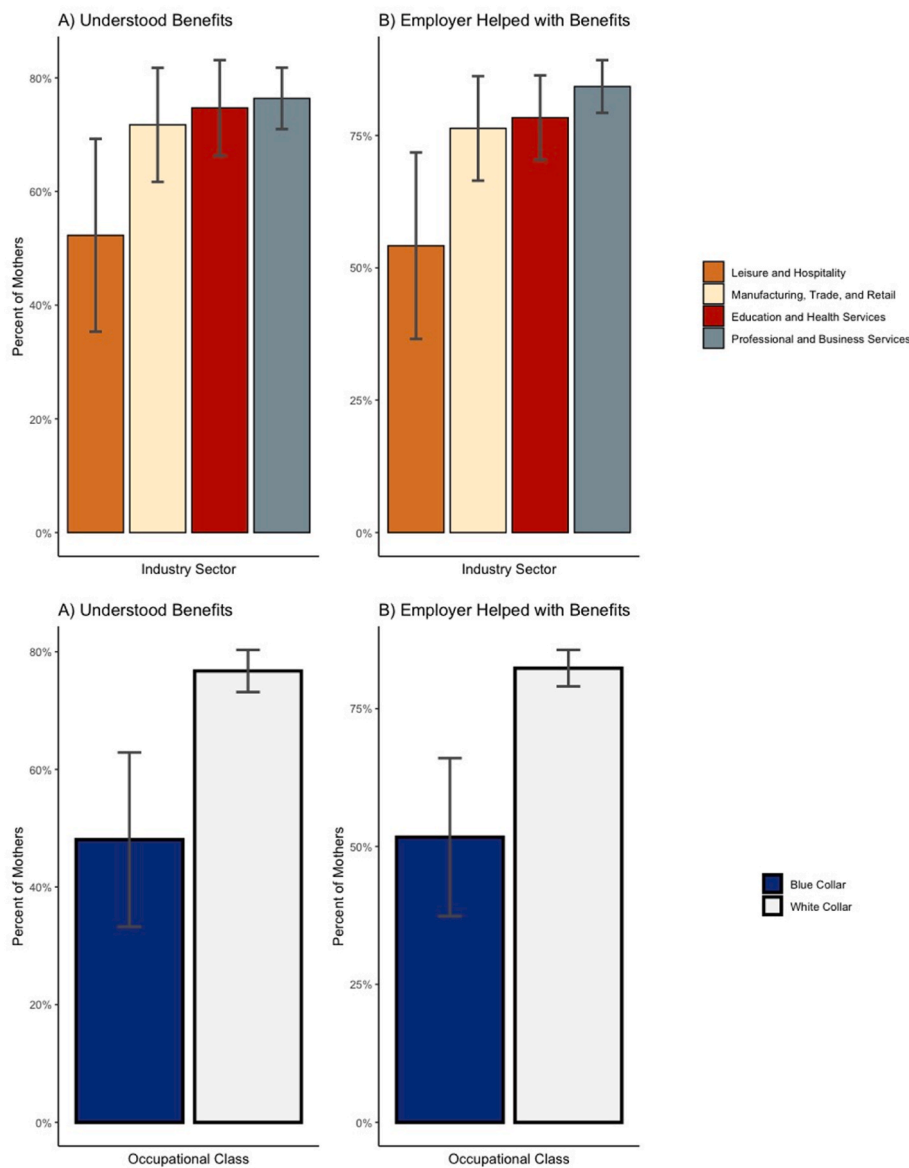 A) Understood Benefits
B) Employer Helped with Benefits
80%
60%
40%
20%
0%
Percent of Mothers
Industry Sector
75%
50%
25%
0%
Industry Sector
Leisure and Hospitality
Manufacturing, Trade, and Retail
Education and Health Services
Professional and Business Services
A) Understood Benefits
B) Employer Helped with Benefits
80%
60%
40%
20%
0%
Percent of Mothers
Occupational Class
75%
50%
25%
0%
Percent of Mothers
Occupational Class
Blue Collar
White Collar